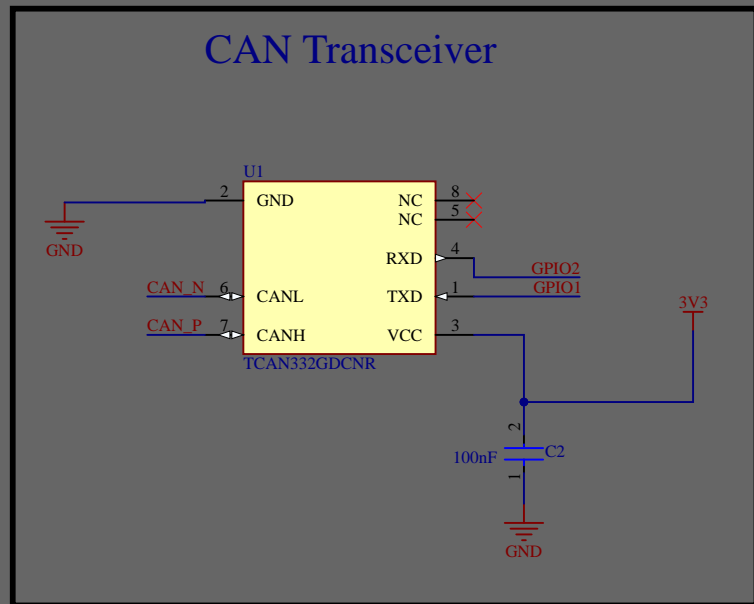 CAN Transceiver
U1
2 GND NC 8
NC 5
GND
RXD 4
GPIO2
CAN_N 6 CANL TXD 1 GPIO1
3V3
CAN_P 7 CANH VCC 3
TCAN332GDCNR
2
100nF C2
1
GND